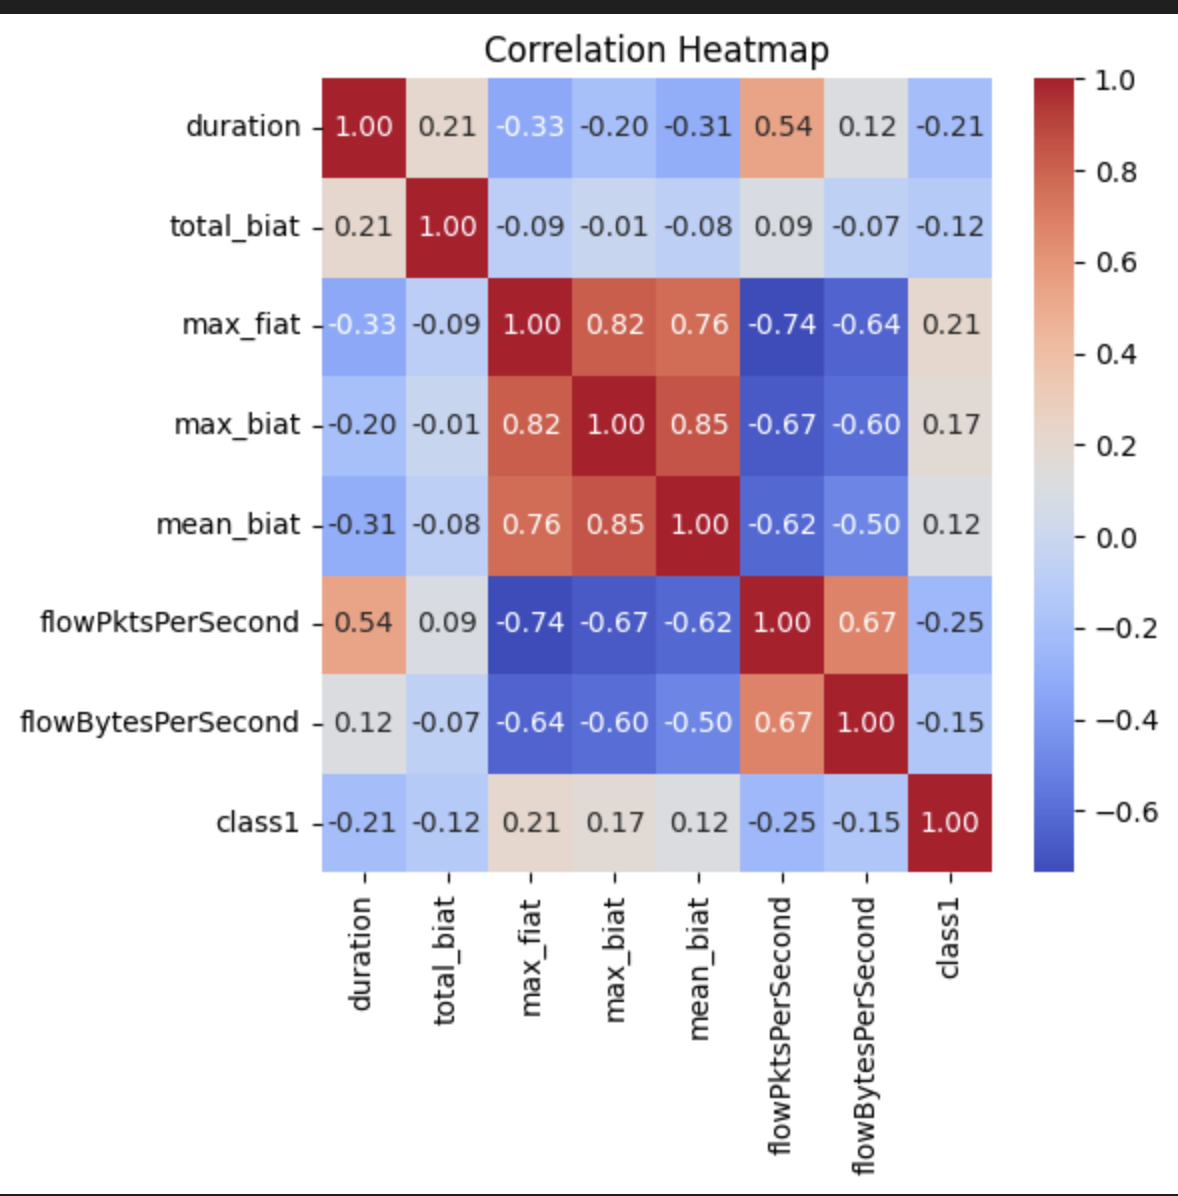 Correlation Heatmap
duration 1.00 0.21 -0.33 -0.20 -0.31 0.54 0.12 -0.21
total_biat 0.21 1.00 -0.09 -0.01 -0.08 0.09 -0.07 -0.12
max_fiat -0.33 -0.09 1.00 0.82 0.76 -0.74 -0.64 0.21
max_biat -0.20 -0.01 0.82 1.00 0.85 -0.67 -0.60 0.17
mean_biat -0.31 -0.08 0.76 0.85 1.00 -0.62 -0.50 0.12
flowPktsPerSecond 0.54 0.09 -0.74 -0.67 -0.62 1.00 0.67 -0.25
flowBytesPerSecond 0.12 -0.07 -0.64 -0.60 -0.50 0.67 1.00 -0.15
class1 -0.21 -0.12 0.21 0.17 0.12 -0.25 -0.15 1.00
duration
total_biat
max_fiat
max_biat
mean_biat
flowPktsPerSecond
flowBytesPerSecond
class1
1.0
0.8
0.6
0.4
0.2
0.0
−0.2
−0.4
−0.6